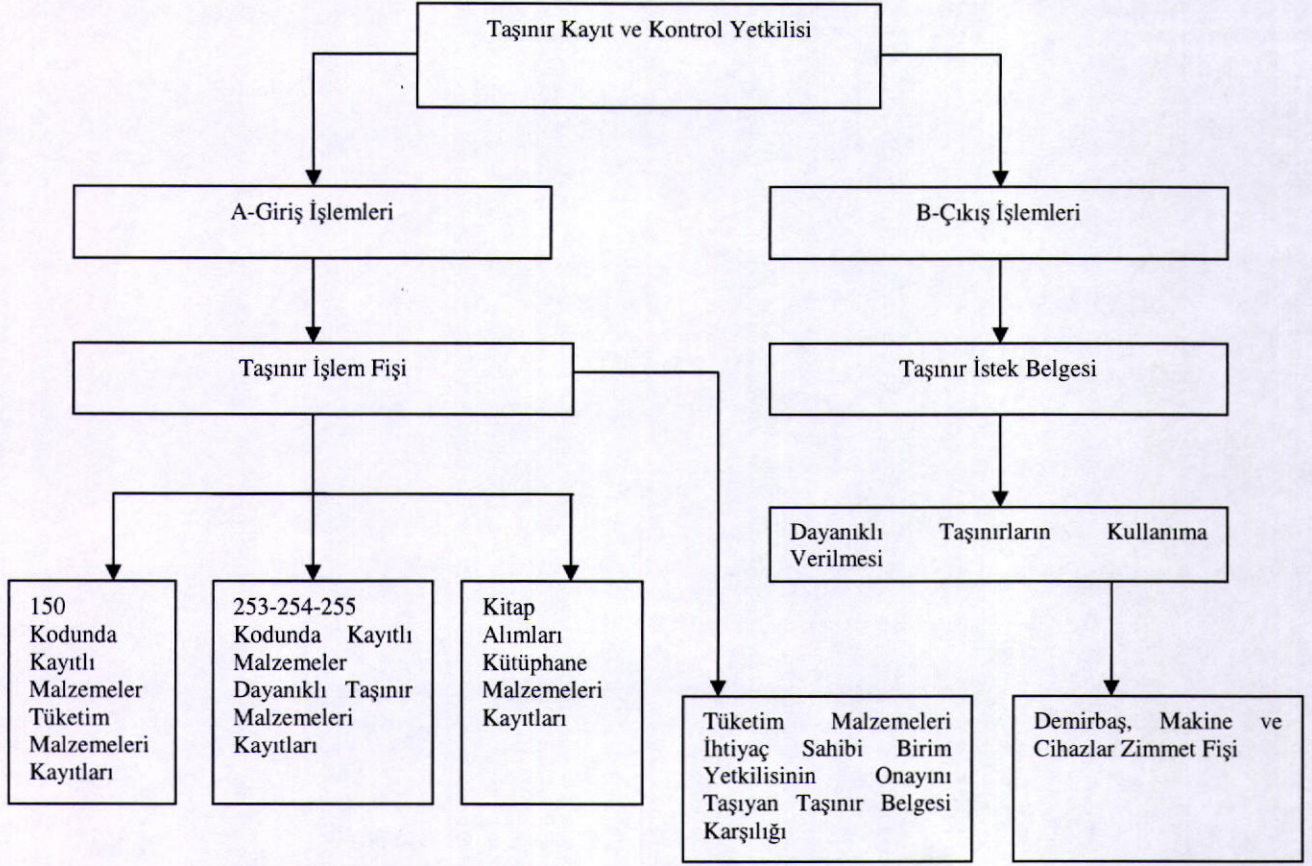 Taşınır Kayıt ve Kontrol Yetkilisi
A-Giriş İşlemleri
B-Çıkış İşlemleri
Taşınır İşlem Fişi
Taşınır İstek Belgesi
Dayanıklı Taşınırların Kullanıma
Verilmesi
150
Kodunda
Kayıtlı
Malzemeler
Tüketim
Malzemeleri
Kayıtları
253-254-255
Kodunda Kayıtlı
Malzemeler
Dayanıklı Taşınır
Malzemeleri
Kayıtları
Kitap
Alımları
Kütüphane
Malzemeleri
Kayıtları
Tüketim Malzemeleri
İhtiyaç Sahibi Birim
Yetkilisinin Onayını
Taşıyan Taşınır Belgesi
Karşılığı
Demirbaş, Makine ve
Cihazlar Zimmet Fişi